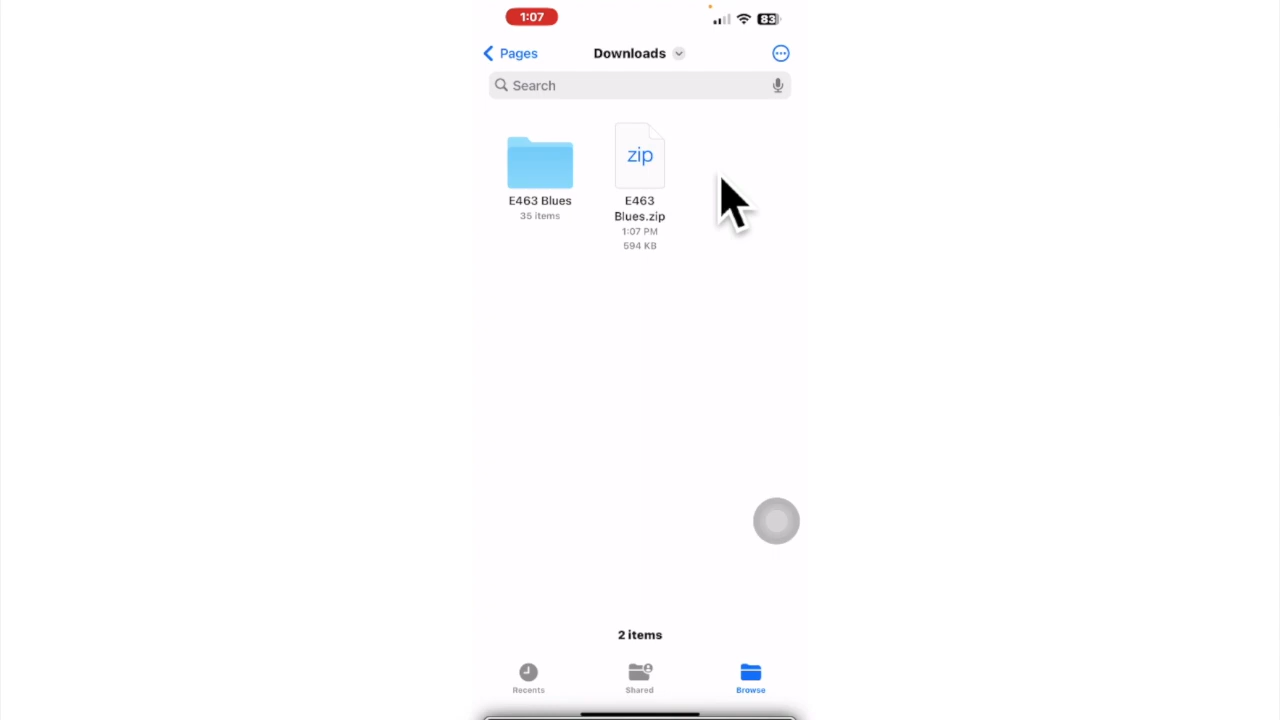 1:07
83
Pages
Downloads
Search
zip
E463 Blues
35 items
E463
Blues.zip
1:07 PM
594 KB
2 items
Recents
Shared
Browse